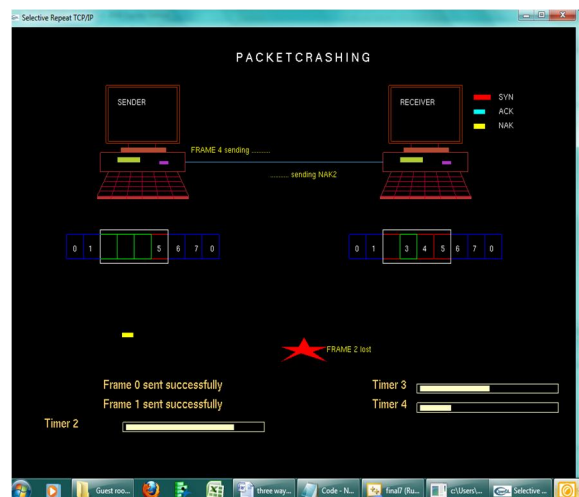 Selective Repeat TCP/IP
PACKETCRASHING
SENDER
RECEIVER
SYN
ACK
NAK
FRAME 4 sending ..........
.......... sending NAK2
0 1 5 6 7 0
0 1 3 4 5 6 7 0
FRAME 2 lost
Frame 0 sent successfully
Frame 1 sent successfully
Timer 2
Timer 3
Timer 4
Guest roo...
three way...
Code - N...
final7 (Ru...
c:\Users\...
Selective ...